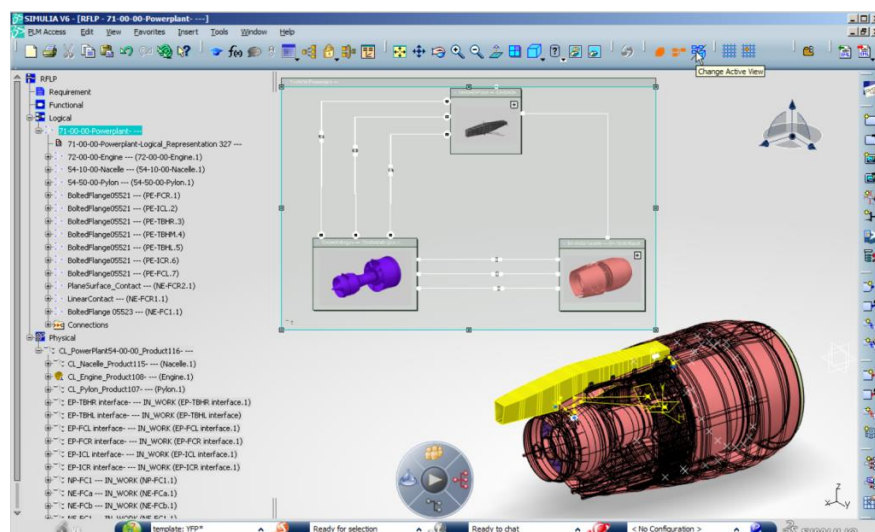 SIMULIA V6 - [RFLP - 71-00-00-Powerplant- ---]
PLM Access Edit View Favorites Insert Tools Window Help
Change Active View
RFLP
Requirement
Functional
Logical
71-00-00-Powerplant- ---
71-00-00-Powerplant-Logical_Representation 327 ---
72-00-00-Engine --- (72-00-00-Engine.1)
54-10-00-Nacelle --- (54-10-00-Nacelle.1)
54-50-00-Pylon --- (54-50-00-Pylon.1)
BoltedFlange05521 --- (PE-FCR.1)
BoltedFlange05521 --- (PE-ICL.2)
BoltedFlange05521 --- (PE-TBHR.3)
BoltedFlange05521 --- (PE-TBHM.4)
BoltedFlange05521 --- (PE-TBHL.5)
BoltedFlange05521 --- (PE-ICR.6)
BoltedFlange05521 --- (PE-FCL.7)
PlaneSurface_Contact --- (NE-FCR2.1)
LinearContact --- (NE-FCR1.1)
BoltedFlange 05523 --- (NE-FC1.1)
Connections
Physical
CL_PowerPlant54-00-00_Product116- ---
CL_Nacelle_Product115- --- (Nacelle.1)
CL_Engine_Product108- --- (Engine.1)
CL_Pylon_Product107- --- (Pylon.1)
EP-TBHR interface- --- IN_WORK (EP-TBHR interface.1)
EP-TBHL interface- --- IN_WORK (EP-TBHL interface)
EP-FCL interface- --- IN_WORK (EP-FCL interface.1)
EP-FCR interface- --- IN_WORK (EP-FCR interface.1)
EP-ICL interface- --- IN_WORK (EP-ICL interface.1)
EP-ICR interface- --- IN_WORK (EP-ICR interface.1)
NP-FC1 --- IN_WORK (NP-FC1.1)
NE-FCa --- IN_WORK (NE-FCa.1)
NE-FCb --- IN_WORK (NE-FCb.1)
z
x
y
template: YFP*
Ready for selection
Ready to chat
< No Configuration >